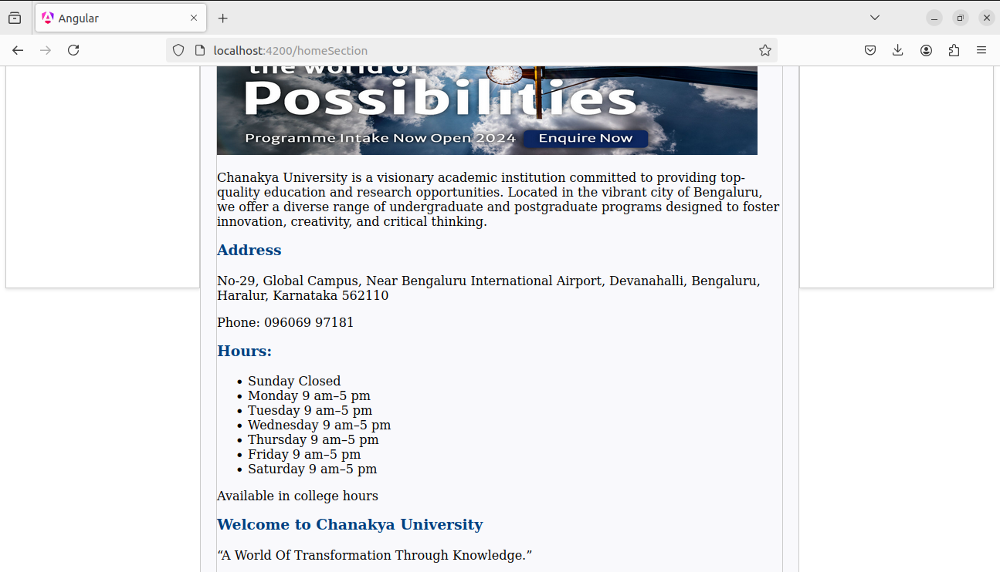 Angular
localhost:4200/homeSection
the world of
Possibilities
Programme Intake Now Open 2024 Enquire Now
Chanakya University is a visionary academic institution committed to providing top-
quality education and research opportunities. Located in the vibrant city of Bengaluru,
we offer a diverse range of undergraduate and postgraduate programs designed to foster
innovation, creativity, and critical thinking.
Address
No-29, Global Campus, Near Bengaluru International Airport, Devanahalli, Bengaluru,
Haralur, Karnataka 562110
Phone: 096069 97181
Hours:
Sunday Closed
Monday 9 am–5 pm
Tuesday 9 am–5 pm
Wednesday 9 am–5 pm
Thursday 9 am–5 pm
Friday 9 am–5 pm
Saturday 9 am–5 pm
Available in college hours
Welcome to Chanakya University
“A World Of Transformation Through Knowledge.”